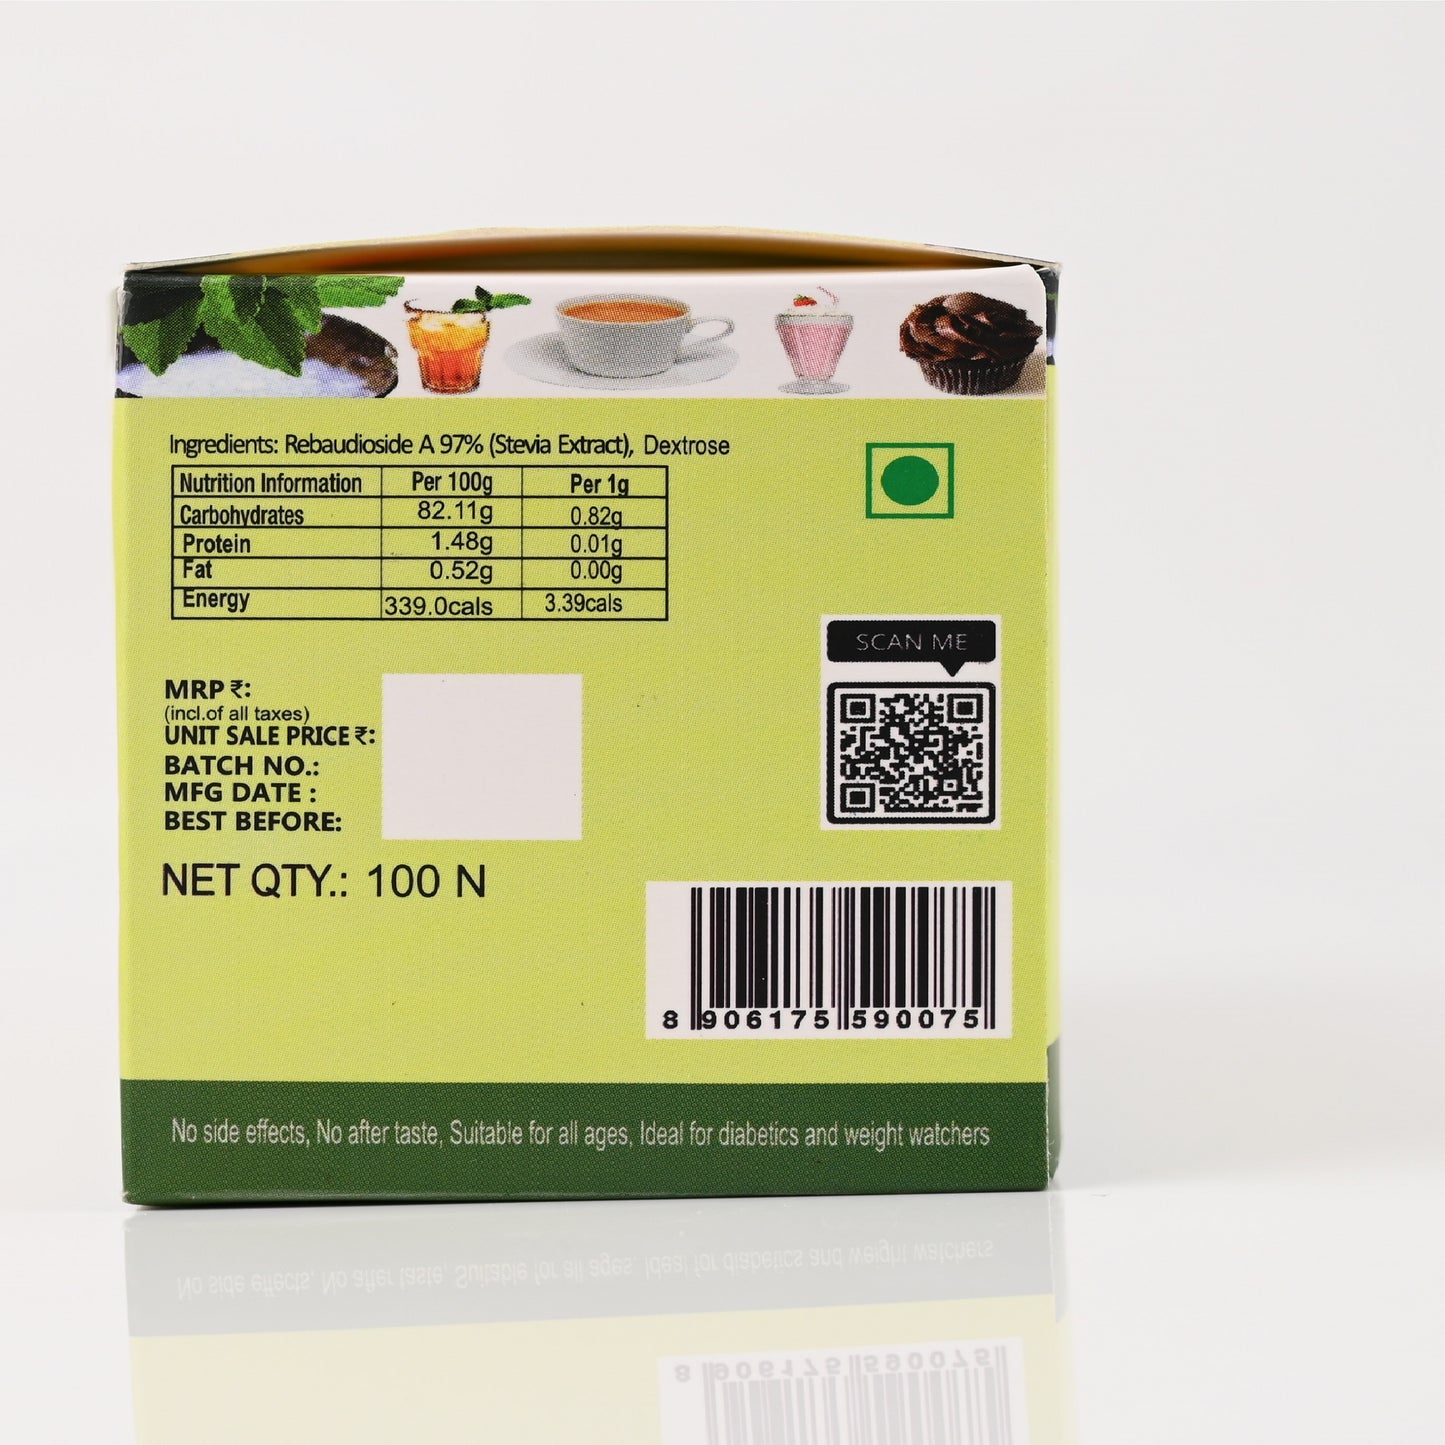 Ingredients: Rebaudioside A 97% (Stevia Extract), Dextrose
Nutrition Information Per 100g Per 1g
Carbohydrates 82.11g 0.82g
Protein 1.48g 0.01g
Fat 0.52g 0.00g
Energy 339.0cals 3.39cals
SCAN ME
MRP ₹:
(incl.of all taxes)
UNIT SALE PRICE ₹:
BATCH NO.:
MFG DATE :
BEST BEFORE:
NET QTY.: 100 N
8 906175 590075
No side effects, No after taste, Suitable for all ages, Ideal for diabetics and weight watchers